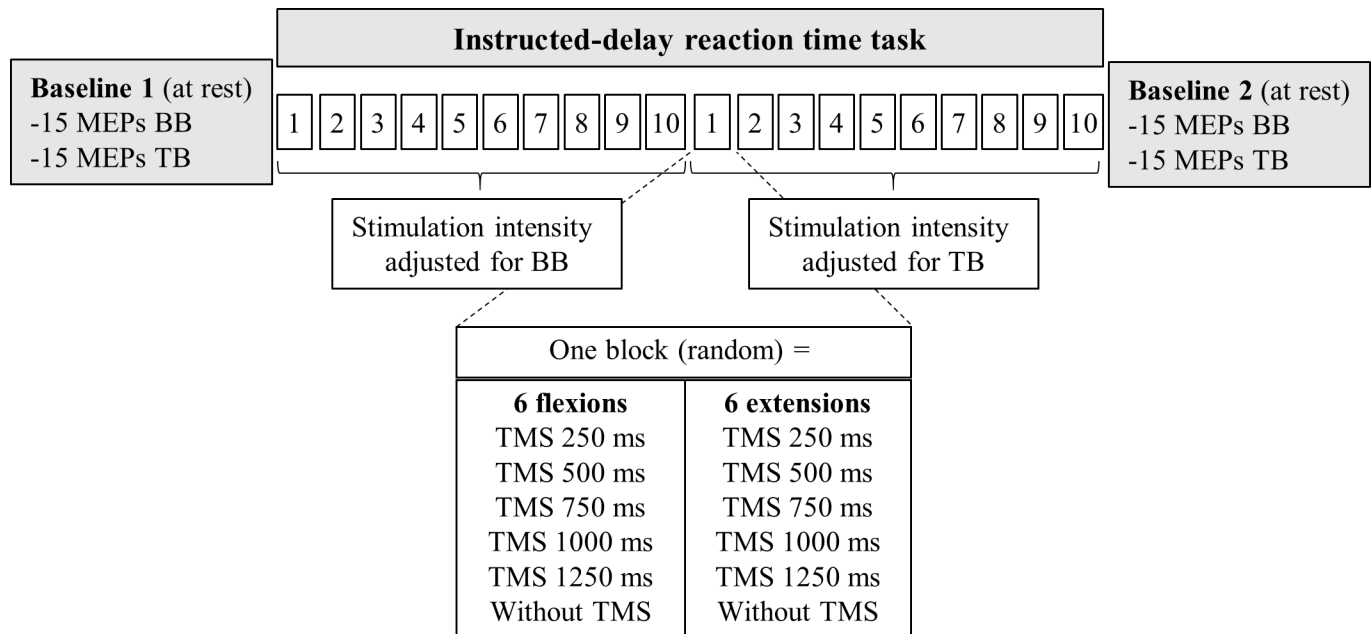 Instructed-delay reaction time task
Baseline 1 (at rest)
-15 MEPs BB
-15 MEPs TB
1 2 3 4 5 6 7 8 9 10 1 2 3 4 5 6 7 8 9 10
Baseline 2 (at rest)
-15 MEPs BB
-15 MEPs TB
Stimulation intensity
adjusted for BB
Stimulation intensity
adjusted for TB
One block (random) =
6 flexions
TMS 250 ms
TMS 500 ms
TMS 750 ms
TMS 1000 ms
TMS 1250 ms
Without TMS
6 extensions
TMS 250 ms
TMS 500 ms
TMS 750 ms
TMS 1000 ms
TMS 1250 ms
Without TMS